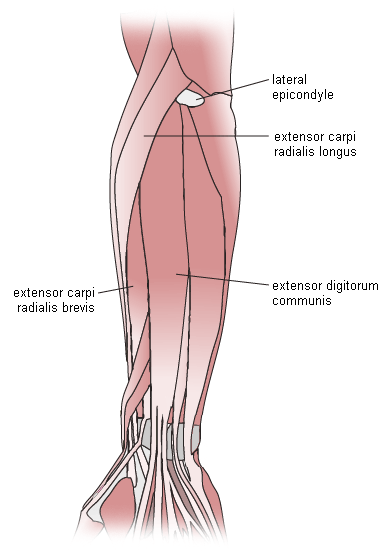 lateral
epicondyle
extensor carpi
radialis longus
extensor carpi
radialis brevis
extensor digitorum
communis